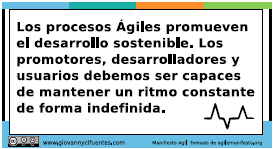 Los procesos Ágiles promueven
el desarrollo sostenible. Los
promotores, desarrolladores y
usuarios debemos ser capaces
de mantener un ritmo constante
de forma indefinida.
www.giovannycifuentes.com
Manifiesto Agil Tomado de agilemanifesto.org